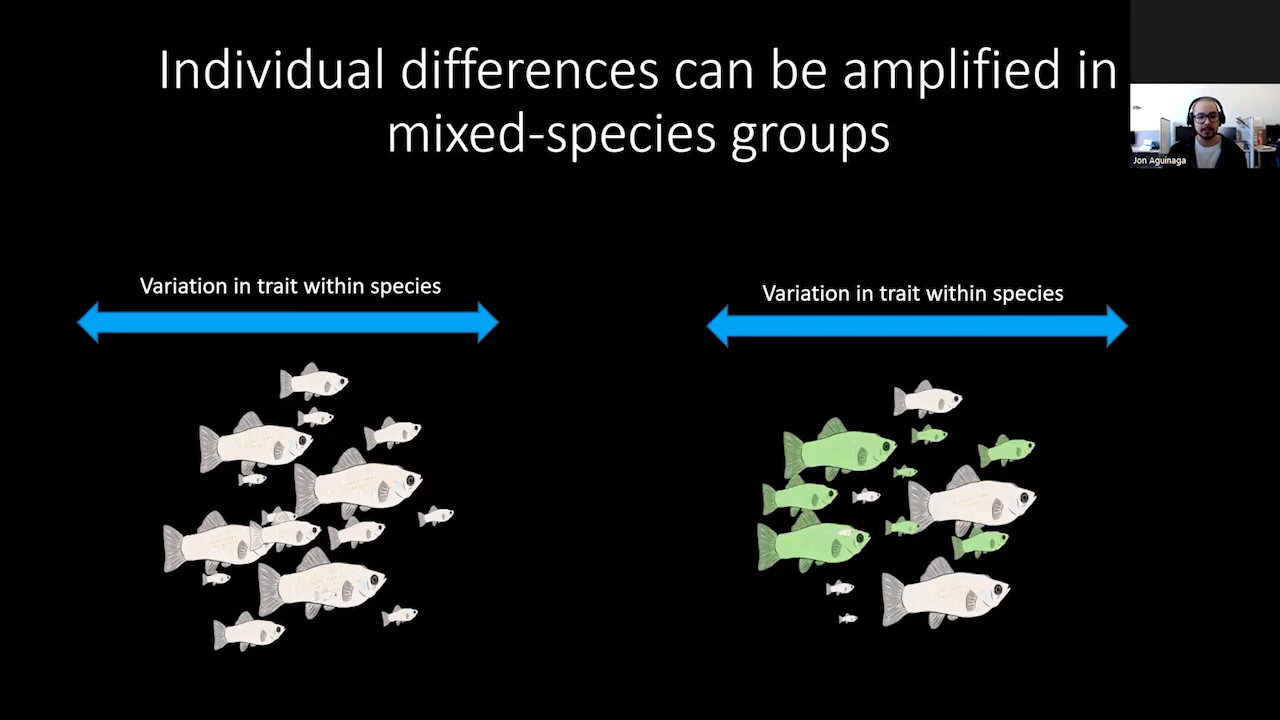 Individual differences can be amplified in
mixed-species groups
Jon Aguinaga
Variation in trait within species
Variation in trait within species